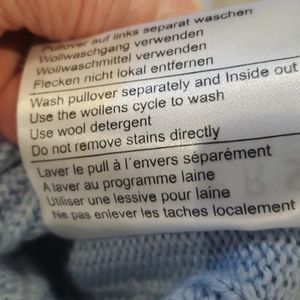 Pullover auf links separat waschen
Wollwaschgang verwenden
Wollwaschmittel verwenden
Flecken nicht lokal entfernen
Wash pullover separately and Inside out
Use the wollens cycle to wash
Use wool detergent
Do not remove stains directly
Laver le pull à l´envers séparément
A laver au programme laine
Utiliser une lessive pour laine
Ne pas enlever les taches localement